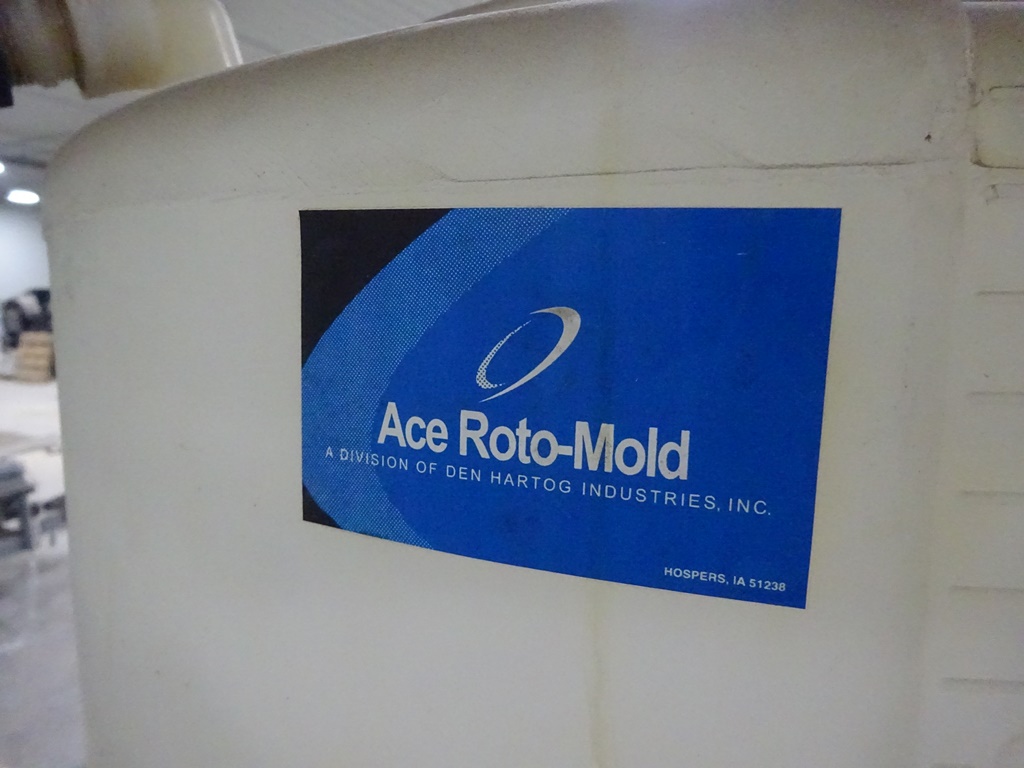 Ace Roto-Mold
A DIVISION OF DEN HARTOG INDUSTRIES, INC.
HOSPERS, IA 51238